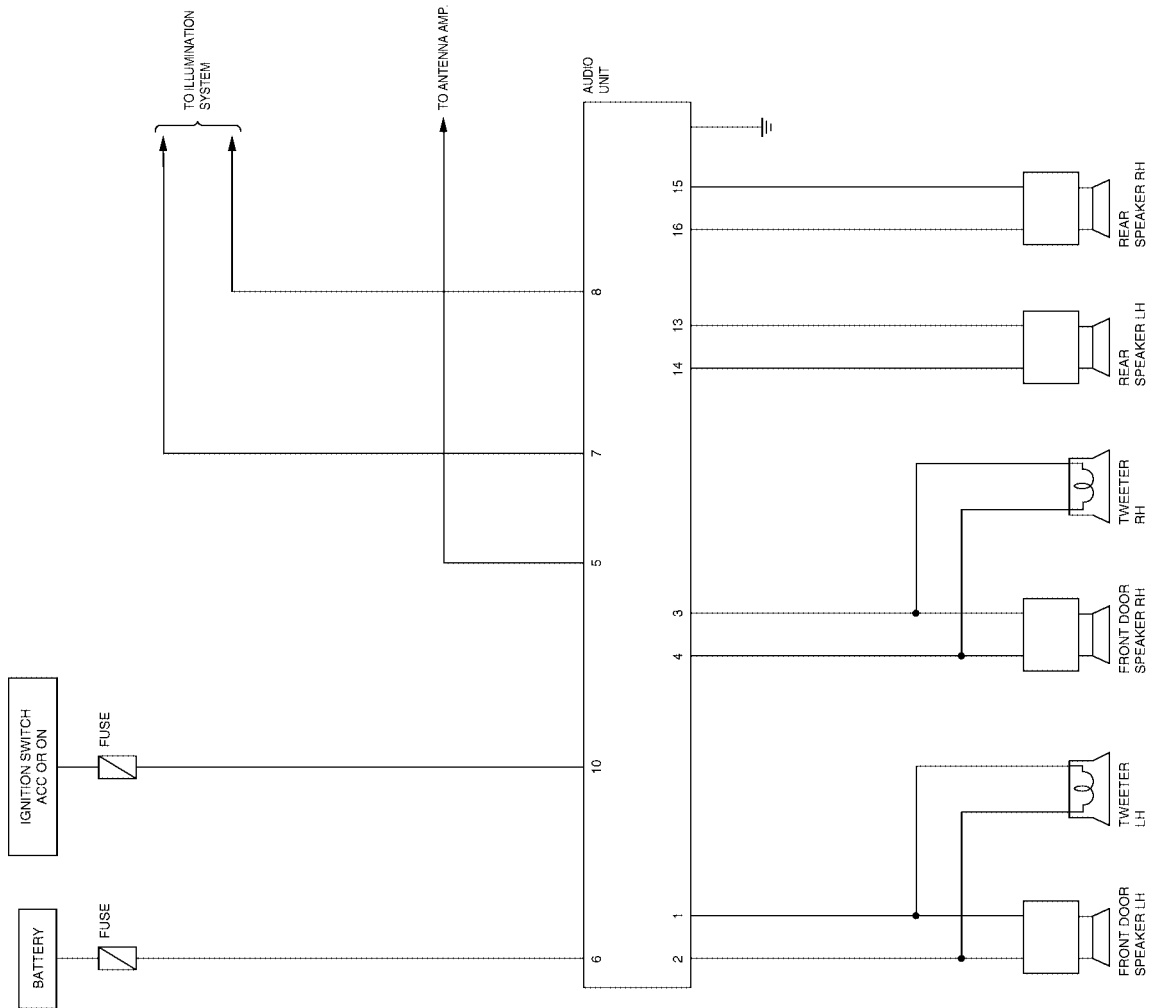 BATTERY
FUSE
IGNITION SWITCH
ACC OR ON
FUSE
TO ANTENNA AMP.
TO ILLUMINATION
SYSTEM
AUDIO
UNIT
6
10
5
7
8
2
1
4
3
14
13
16
15
FRONT DOOR
SPEAKER LH
TWEETER
LH
FRONT DOOR
SPEAKER RH
TWEETER
RH
REAR
SPEAKER LH
REAR
SPEAKER RH